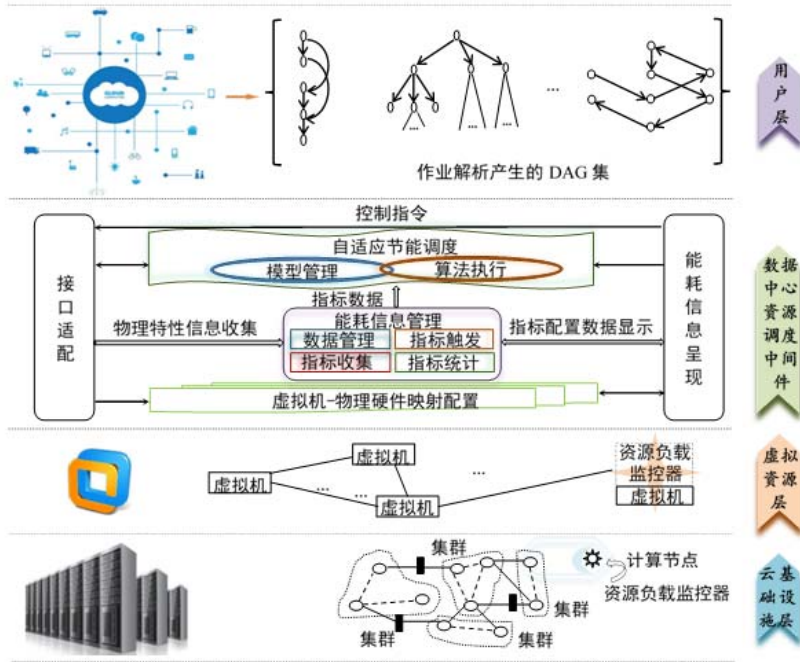 用户层
作业解析产生的 DAG 集
...
...
...
...
控制指令
接口适配
自适应节能调度
模型管理
算法执行
能耗信息呈现
指标数据
物理特性信息收集
能耗信息管理
指标配置数据显示
数据管理
指标触发
指标收集
指标统计
虚拟机-物理硬件映射配置
数据中心资源调度中间件
虚拟机
虚拟机
虚拟机
...
...
...
资源负载
监控器
虚拟机
虚拟资源层
集群
计算节点
资源负载监控器
集群
集群
集群
云基础设施层